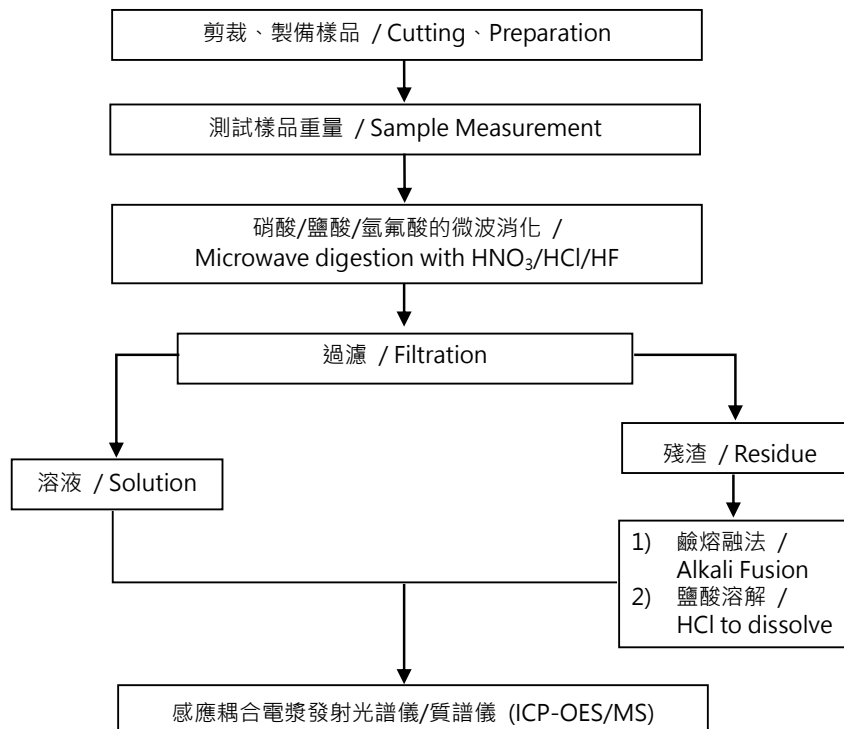 剪裁、製備樣品 / Cutting、Preparation
測試樣品重量 / Sample Measurement
硝酸/鹽酸/氫氟酸的微波消化 /
Microwave digestion with HNO₃/HCl/HF
過濾 / Filtration
溶液 / Solution
殘渣 / Residue
1) 鹼熔融法 /
Alkali Fusion
2) 鹽酸溶解 /
HCl to dissolve
感應耦合電漿發射光譜儀/質譜儀 (ICP-OES/MS)